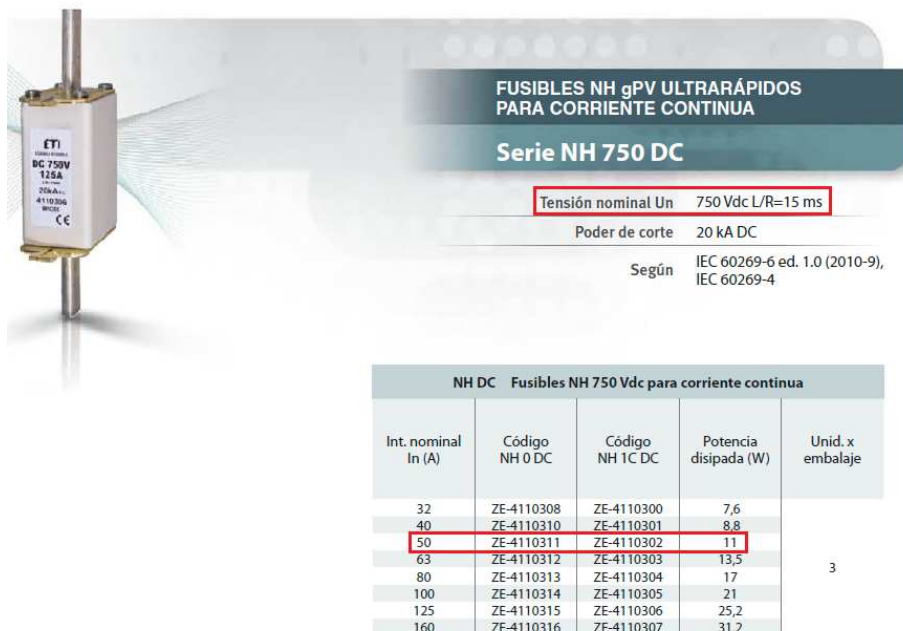 FUSIBLES NH gPV ULTRARÁPIDOS
PARA CORRIENTE CONTINUA
Serie NH 750 DC
Tensión nominal Un 750 Vdc L/R=15 ms
Poder de corte 20 kA DC
Según IEC 60269-6 ed. 1.0 (2010-9),
IEC 60269-4
ETI
DC 750V
125A
20kA
4110306
CE
NH DC Fusibles NH 750 Vdc para corriente continua
Int. nominal In (A) Código NH 0 DC Código NH 1C DC Potencia disipada (W) Unid. x embalaje
32 ZE-4110308 ZE-4110300 7,6
40 ZE-4110310 ZE-4110301 8,8
50 ZE-4110311 ZE-4110302 11
63 ZE-4110312 ZE-4110303 13,5
3
80 ZE-4110313 ZE-4110304 17
100 ZE-4110314 ZE-4110305 21
125 ZE-4110315 ZE-4110306 25,2
160 ZE-4110316 ZE-4110307 31,2